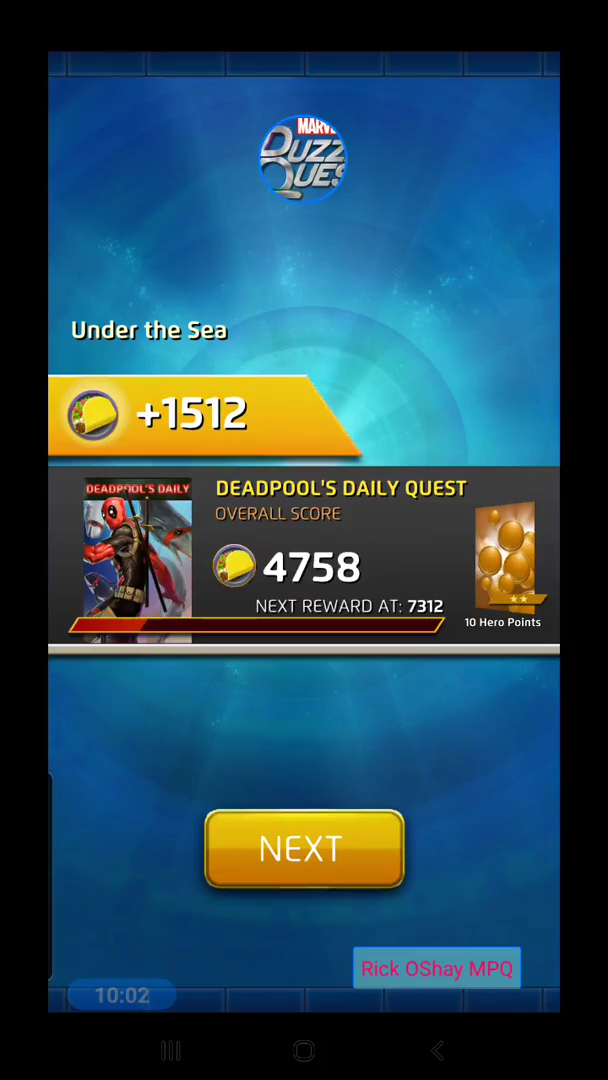 MARVEL
PUZZLE
QUEST
Under the Sea
+1512
DEADPOOL'S DAILY
DEADPOOL'S DAILY QUEST
OVERALL SCORE
4758
NEXT REWARD AT: 7312
10 Hero Points
NEXT
Rick OShay MPQ
10:02